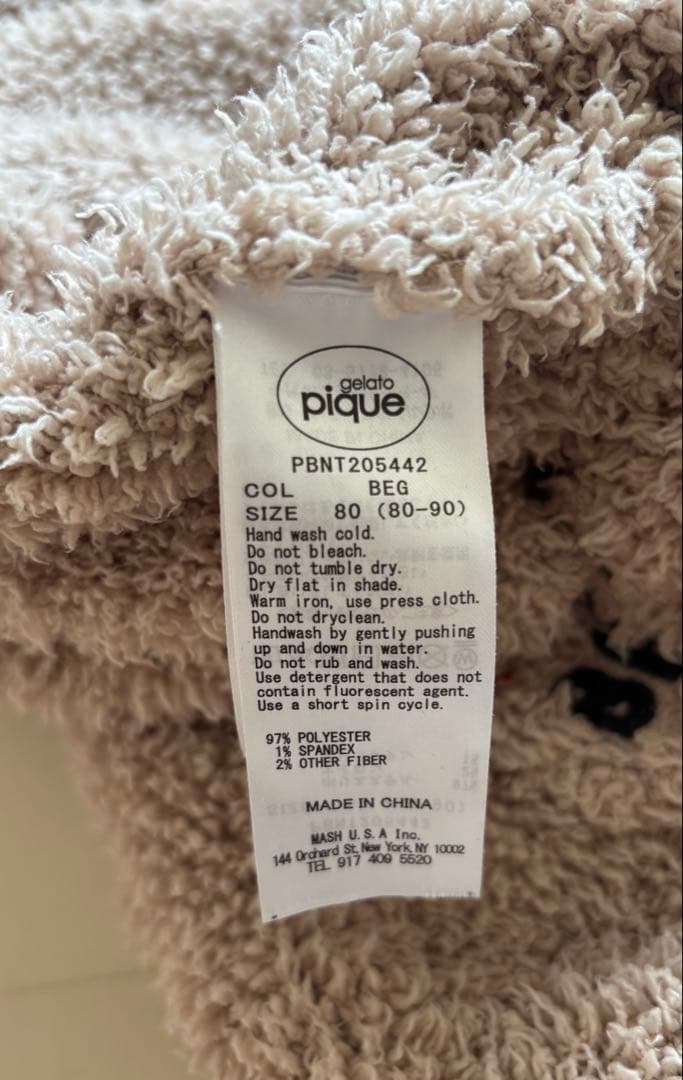 gelato
pique
PBNT205442
COL BEG
SIZE 80 (80-90)
Hand wash cold.
Do not bleach.
Do not tumble dry.
Dry flat in shade.
Warm iron, use press cloth.
Do not dryclean.
Handwash by gently pushing
up and down in water.
Do not rub and wash.
Use detergent that does not
contain fluorescent agent.
Use a short spin cycle.
97% POLYESTER
1% SPANDEX
2% OTHER FIBER
MADE IN CHINA
MASH U.S.A Inc.
144 Orchard St. New York, NY 10002
TEL 917 409 5520